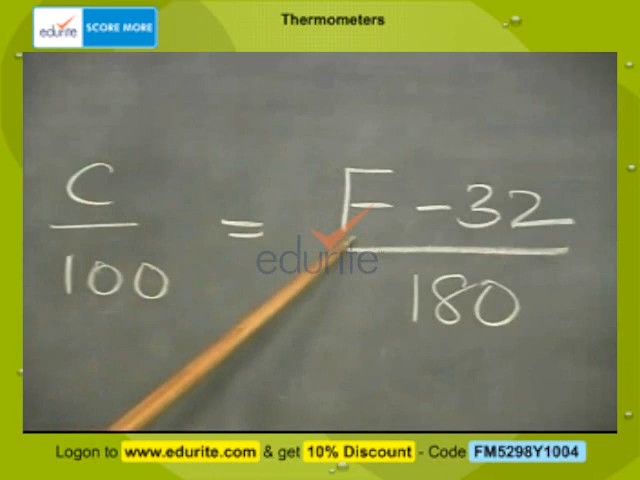 edurite SCORE MORE
Thermometers
C/100 = F - 32/180
edurite
Logon to www.edurite.com & get 10% Discount - Code FM5298Y1004